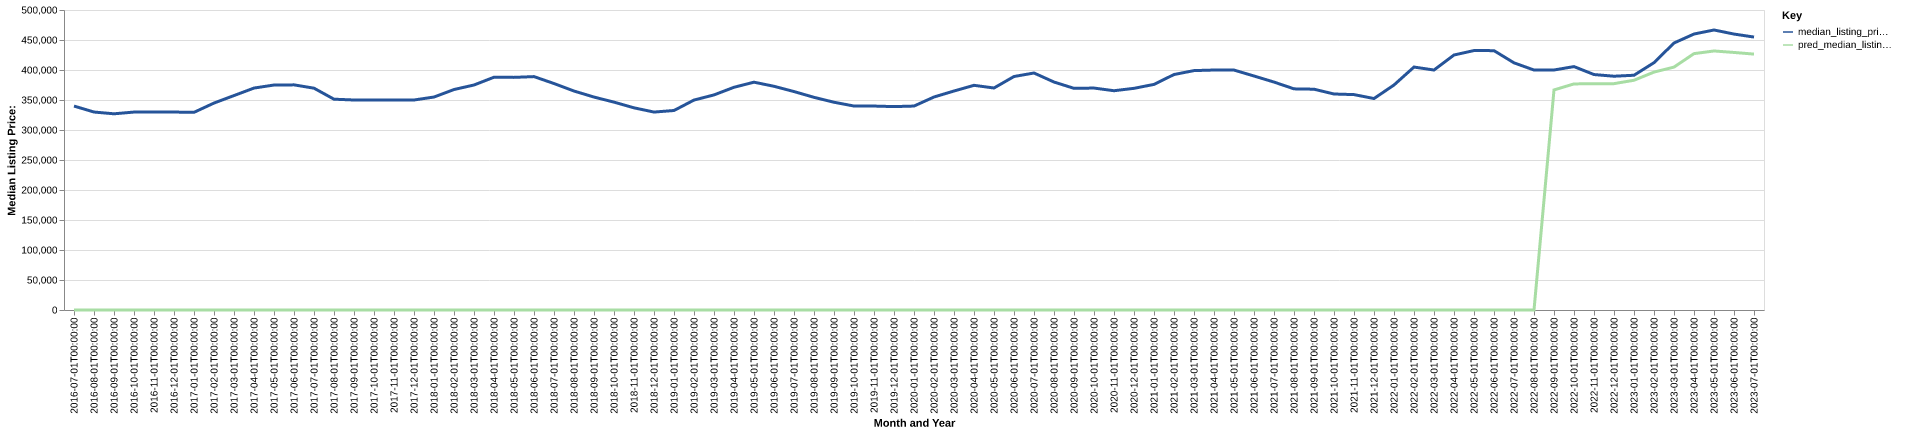 500,000
450,000
400,000
350,000
300,000
250,000
200,000
150,000
100,000
50,000
0
Median Listing Price:
2016-07-01T00:00:00
2016-08-01T00:00:00
2016-09-01T00:00:00
2016-10-01T00:00:00
2016-11-01T00:00:00
2016-12-01T00:00:00
2017-01-01T00:00:00
2017-02-01T00:00:00
2017-03-01T00:00:00
2017-04-01T00:00:00
2017-05-01T00:00:00
2017-06-01T00:00:00
2017-07-01T00:00:00
2017-08-01T00:00:00
2017-09-01T00:00:00
2017-10-01T00:00:00
2017-11-01T00:00:00
2017-12-01T00:00:00
2018-01-01T00:00:00
2018-02-01T00:00:00
2018-03-01T00:00:00
2018-04-01T00:00:00
2018-05-01T00:00:00
2018-06-01T00:00:00
2018-07-01T00:00:00
2018-08-01T00:00:00
2018-09-01T00:00:00
2018-10-01T00:00:00
2018-11-01T00:00:00
2018-12-01T00:00:00
2019-01-01T00:00:00
2019-02-01T00:00:00
2019-03-01T00:00:00
2019-04-01T00:00:00
2019-05-01T00:00:00
2019-06-01T00:00:00
2019-07-01T00:00:00
2019-08-01T00:00:00
2019-09-01T00:00:00
2019-10-01T00:00:00
2019-11-01T00:00:00
2019-12-01T00:00:00
2020-01-01T00:00:00
2020-02-01T00:00:00
2020-03-01T00:00:00
2020-04-01T00:00:00
2020-05-01T00:00:00
2020-06-01T00:00:00
2020-07-01T00:00:00
2020-08-01T00:00:00
2020-09-01T00:00:00
2020-10-01T00:00:00
2020-11-01T00:00:00
2020-12-01T00:00:00
2021-01-01T00:00:00
2021-02-01T00:00:00
2021-03-01T00:00:00
2021-04-01T00:00:00
2021-05-01T00:00:00
2021-06-01T00:00:00
2021-07-01T00:00:00
2021-08-01T00:00:00
2021-09-01T00:00:00
2021-10-01T00:00:00
2021-11-01T00:00:00
2021-12-01T00:00:00
2022-01-01T00:00:00
2022-02-01T00:00:00
2022-03-01T00:00:00
2022-04-01T00:00:00
2022-05-01T00:00:00
2022-06-01T00:00:00
2022-07-01T00:00:00
2022-08-01T00:00:00
2022-09-01T00:00:00
2022-10-01T00:00:00
2022-11-01T00:00:00
2022-12-01T00:00:00
2023-01-01T00:00:00
2023-02-01T00:00:00
2023-03-01T00:00:00
2023-04-01T00:00:00
2023-05-01T00:00:00
2023-06-01T00:00:00
2023-07-01T00:00:00
Month and Year
Key
median_listing_pri…
pred_median_listin…